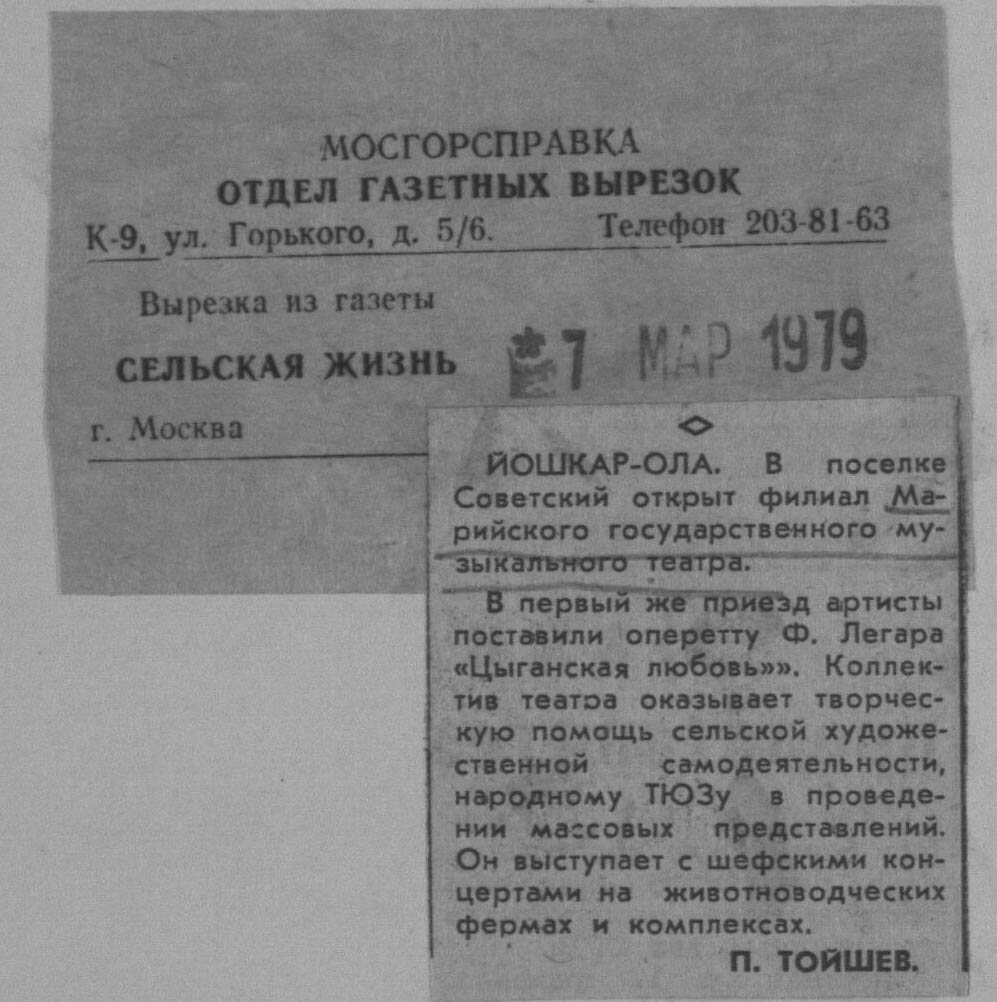 МОСГОРСПРАВКА
ОТДЕЛ ГАЗЕТНЫХ ВЫРЕЗОК
К-9, ул. Горького, д. 5/6. Телефон 203-81-63
Вырезка из газеты
СЕЛЬСКАЯ ЖИЗНЬ 7 МАР 1979
г. Москва
ЙОШКАР-ОЛА. В поселке
Советский открыт филиал Ма-
рийского государственного му-
зыкального театра.
В первый же приезд артисты
поставили оперетту Ф. Легара
«Цыганская любовь»». Коллек-
тив театра оказывает творчес-
кую помощь сельской художе-
ственной самодеятельности,
народному ТЮЗу в проведе-
нии массовых представлений.
Он выступает с шефскими кон-
цертами на животноводческих
фермах и комплексах.
П. ТОЙШЕВ.